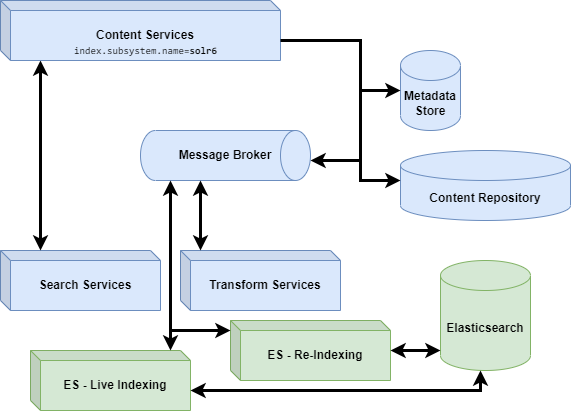 Content Services
index.subsystem.name=solr6
Metadata
Store
Message Broker
Content Repository
Search Services
Transform Services
Elasticsearch
ES - Re-Indexing
ES - Live Indexing